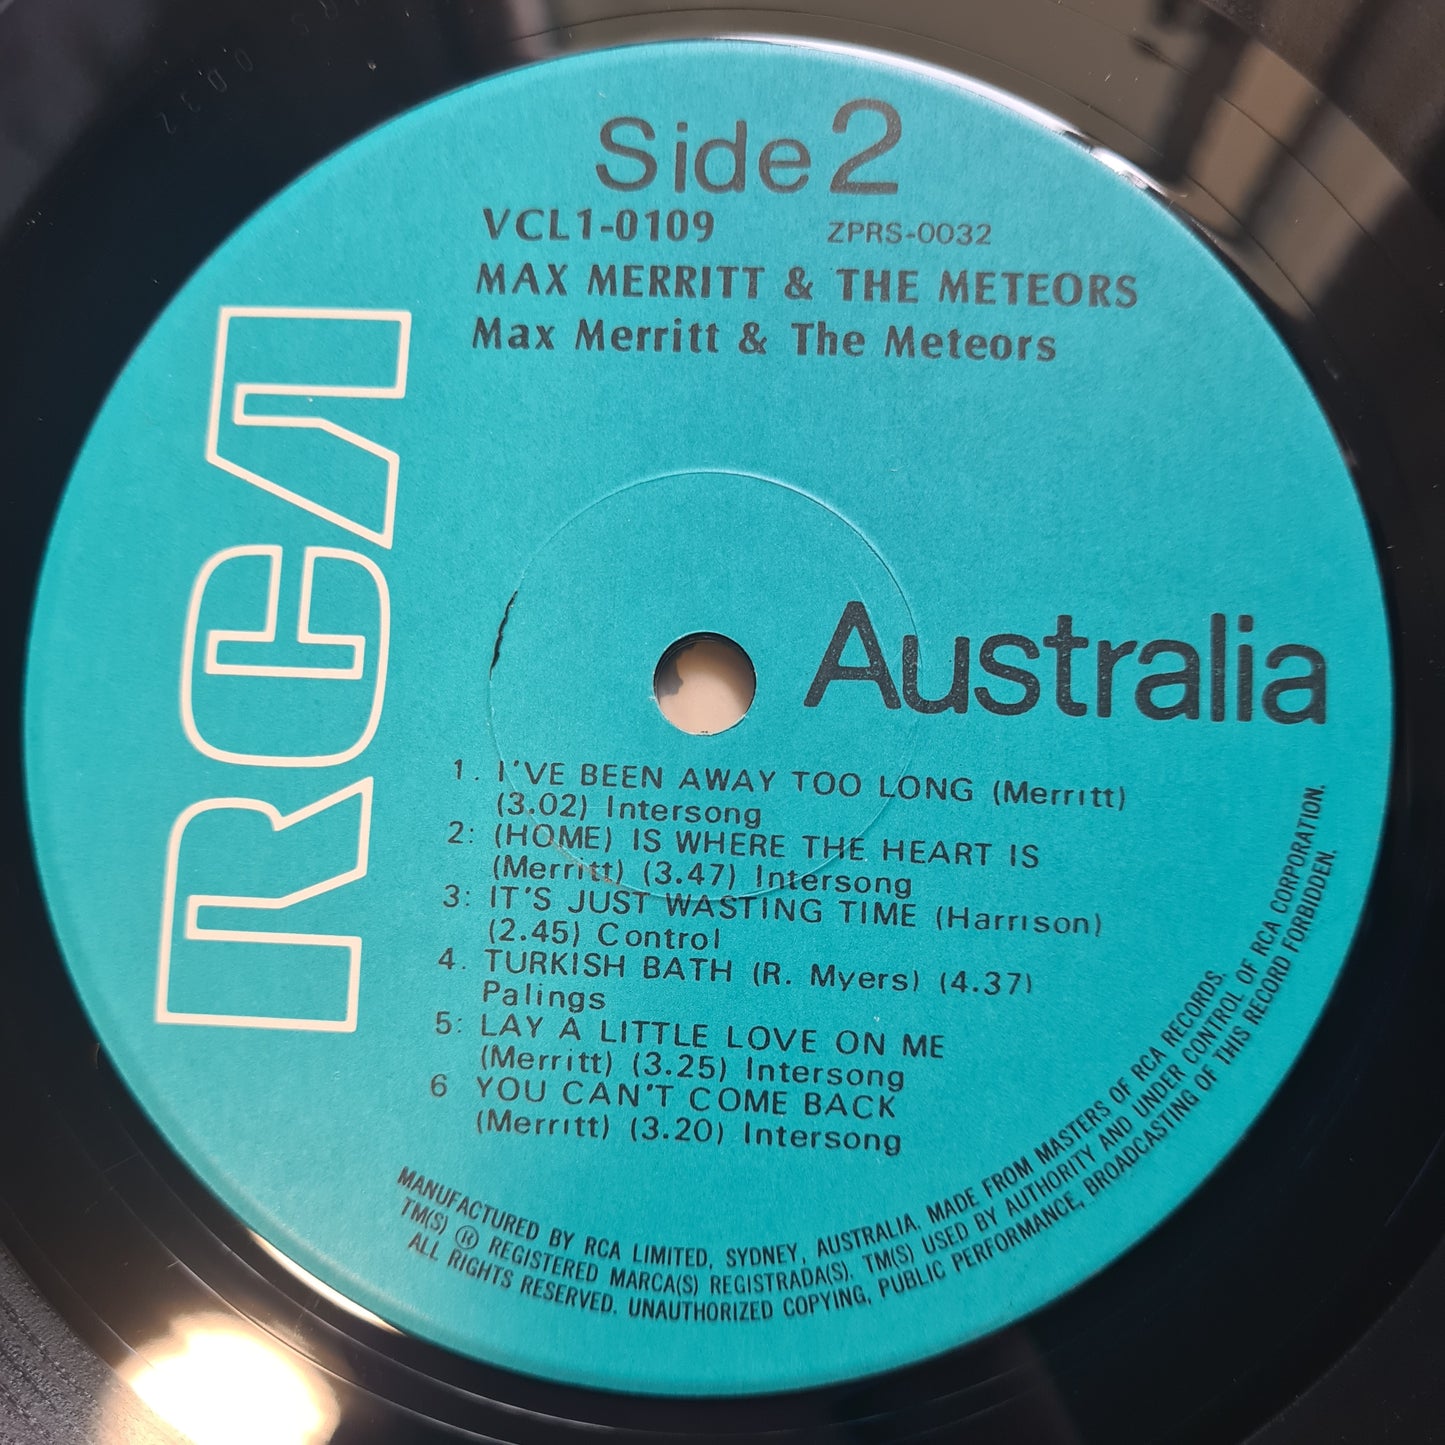 Side 2
VCL1-0109 ZPRS-0032
MAX MERRITT & THE METEORS
Max Merritt & The Meteors
RCA
Australia
1. I'VE BEEN AWAY TOO LONG (Merritt)
(3.02) Intersong
2: (HOME) IS WHERE THE HEART IS
(Merritt) (3.47) Intersong
3: IT'S JUST WASTING TIME (Harrison)
(2.45) Control
4. TURKISH BATH (R. Myers) (4.37)
Palings
5: LAY A LITTLE LOVE ON ME
(Merritt) (3.25) Intersong
6 YOU CAN'T COME BACK
(Merritt) (3.20) Intersong
MANUFACTURED BY RCA LIMITED, SYDNEY, AUSTRALIA, MADE FROM MASTERS OF RCA RECORDS.
TM(S) ® REGISTERED MARCA(S) REGISTRADA(S). TM(S) USED BY AUTHORITY AND UNDER CONTROL OF RCA CORPORATION.
ALL RIGHTS RESERVED. UNAUTHORIZED COPYING, PUBLIC PERFORMANCE, BROADCASTING OF THIS RECORD FORBIDDEN.